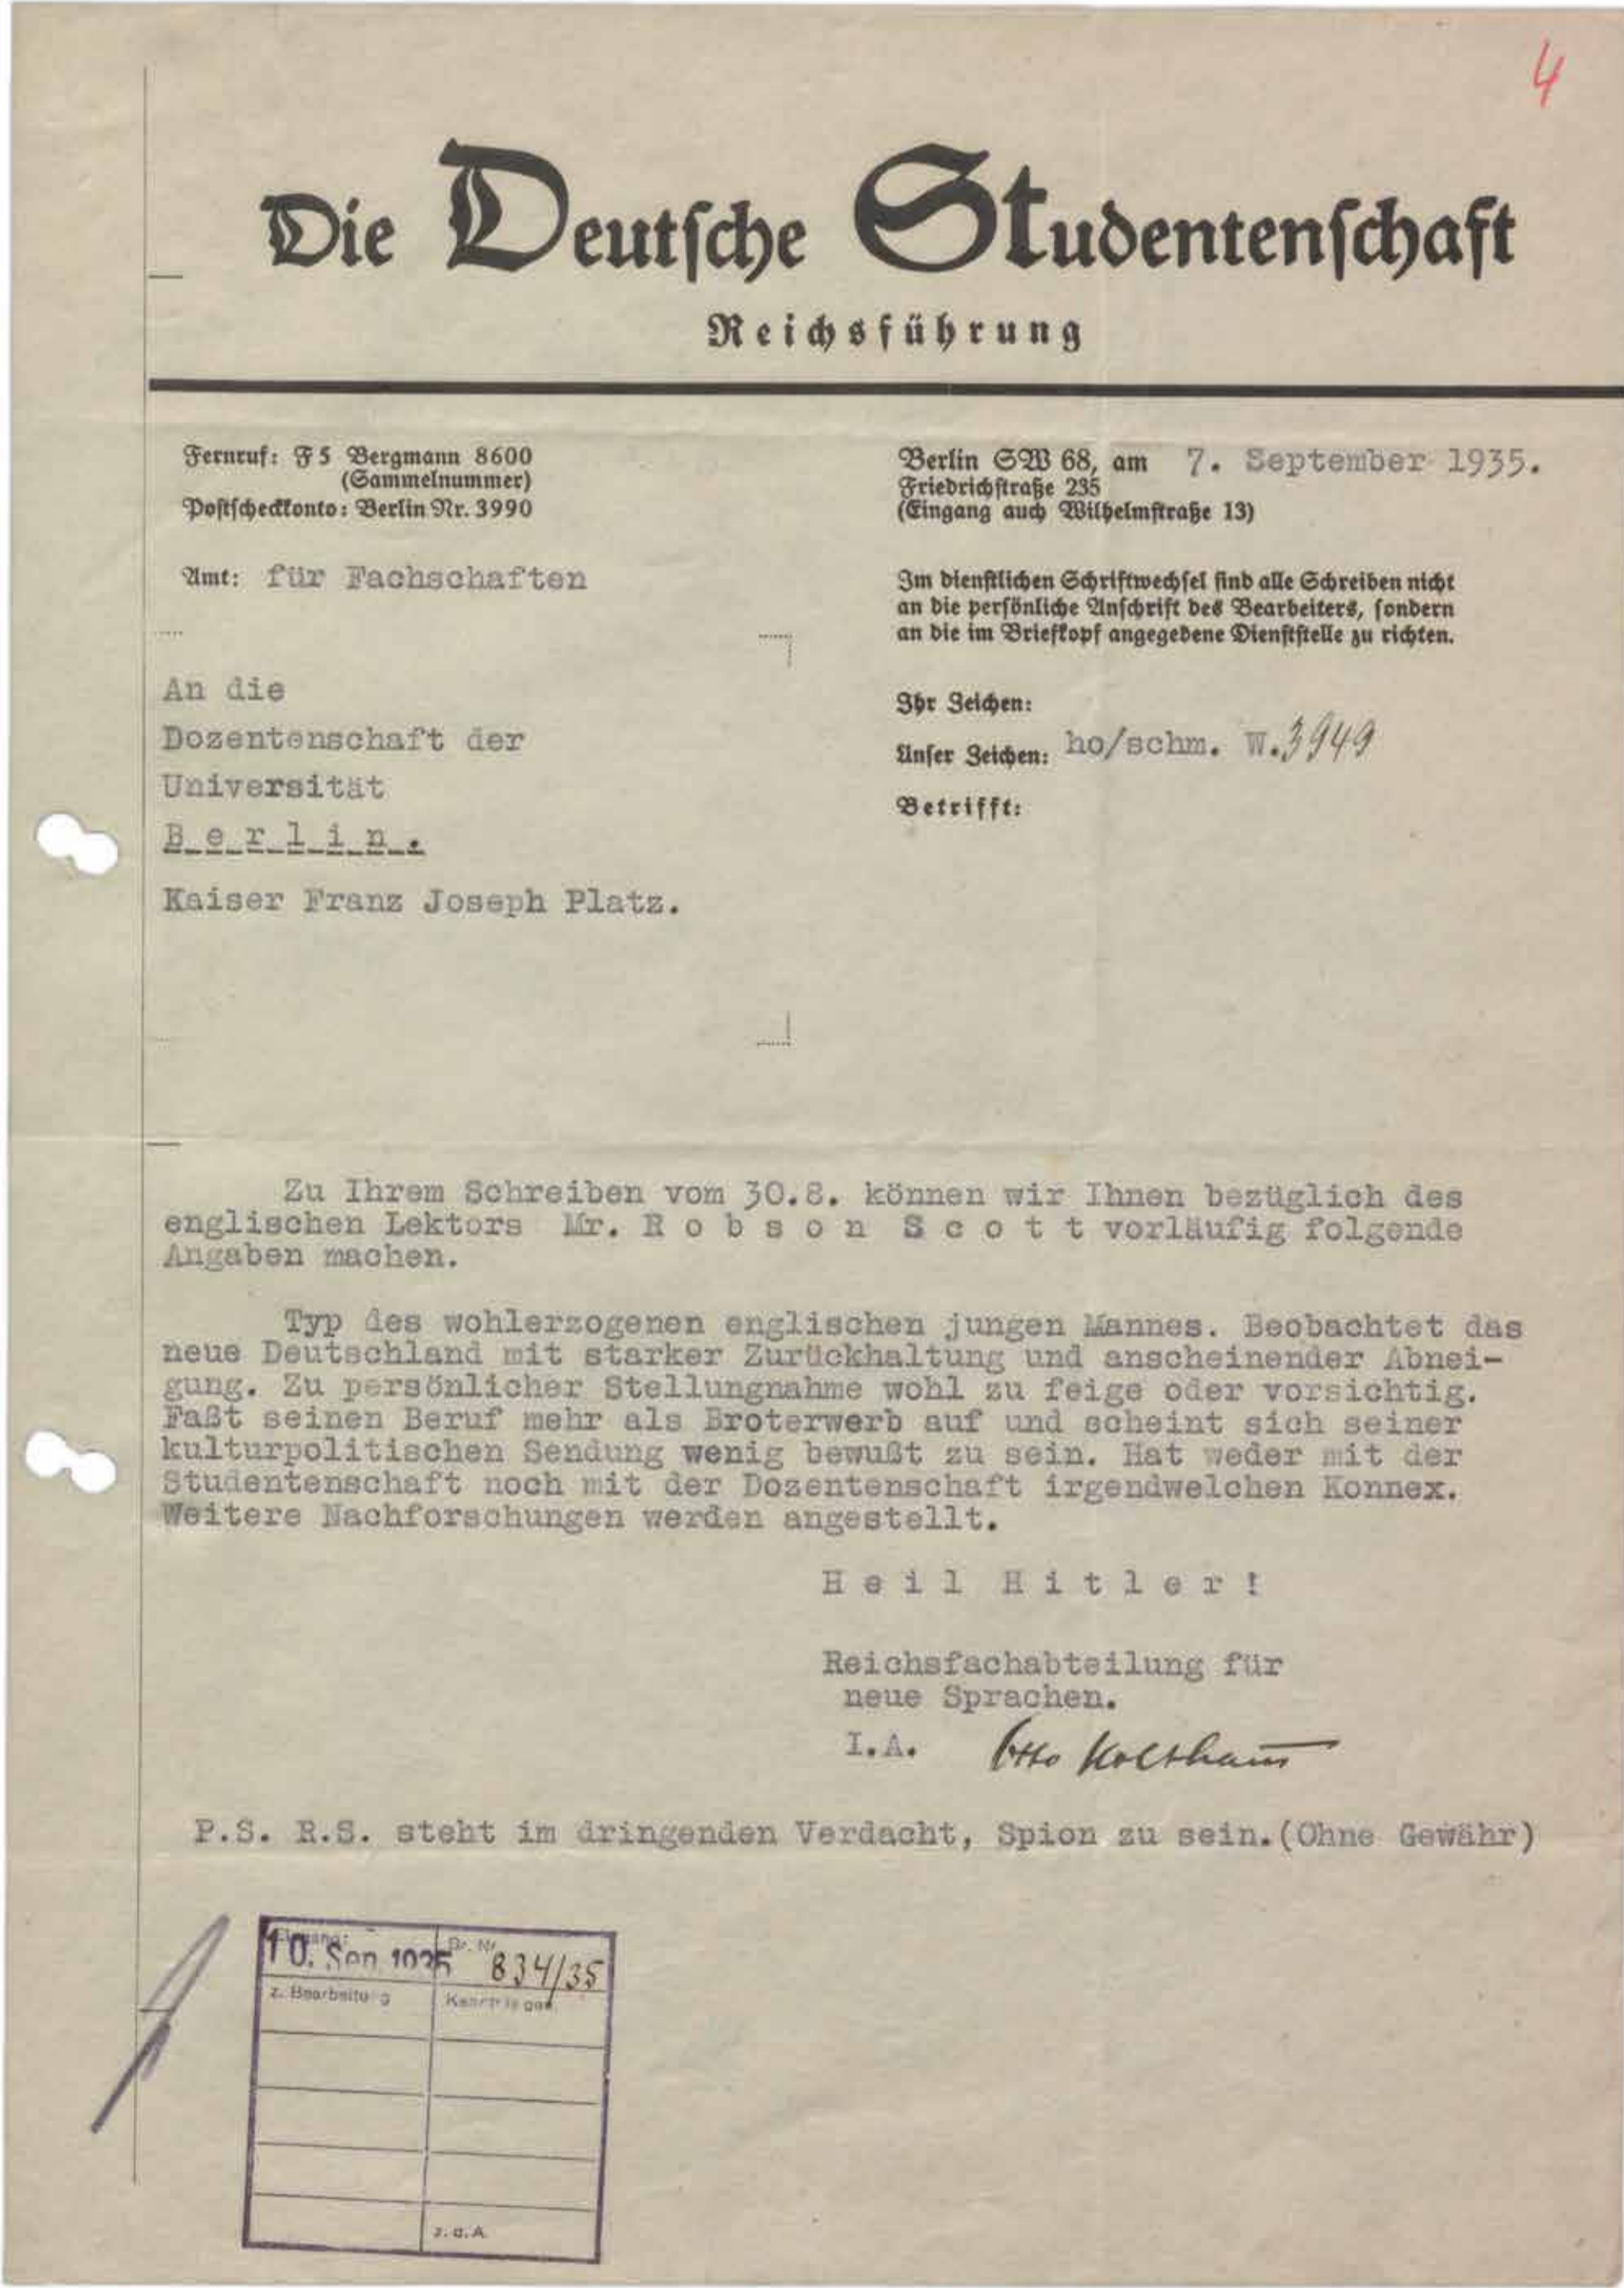 4
Die Deutsche Studentenschaft
Reichsführung
Fernruf: F 5 Bergmann 8600
(Sammelnummer)
Postscheckkonto: Berlin Nr. 3990
Berlin SW 68, am 7. September 1935.
Friedrichstraße 235
(Eingang auch Wilhelmstraße 13)
Amt: für Fachschaften
Im dienstlichen Schriftwechsel sind alle Schreiben nicht
an die persönliche Anschrift des Bearbeiters, sondern
an die im Briefkopf angegebene Dienststelle zu richten.
An die
Dozentenschaft der
Universität
B e r l i n .
Kaiser Franz Joseph Platz.
Ihr Zeichen:
Unser Zeichen: ho/schm. W.3949
Betrifft:
Zu Ihrem Schreiben vom 30.8. können wir Ihnen bezüglich des
englischen Lektors Mr. R o b s o n S c o t t vorläufig folgende
Angaben machen.
Typ des wohlerzogenen englischen jungen Mannes. Beobachtet das
neue Deutschland mit starker Zurückhaltung und anscheinender Abnei-
gung. Zu persönlicher Stellungnahme wohl zu feige oder vorsichtig.
Faßt seinen Beruf mehr als Broterwerb auf und scheint sich seiner
kulturpolitischen Sendung wenig bewußt zu sein. Hat weder mit der
Studentenschaft noch mit der Dozentenschaft irgendwelchen Konnex.
Weitere Nachforschungen werden angestellt.
H e i l H i t l e r !
Reichsfachabteilung für
neue Sprachen.
I.A. Otto Holthaus
P.S. R.S. steht im dringenden Verdacht, Spion zu sein.(Ohne Gewähr)
Eingang: Br. Nr.
10. Sep. 1935 834/35
z. Bearbeitung
z. d. A.